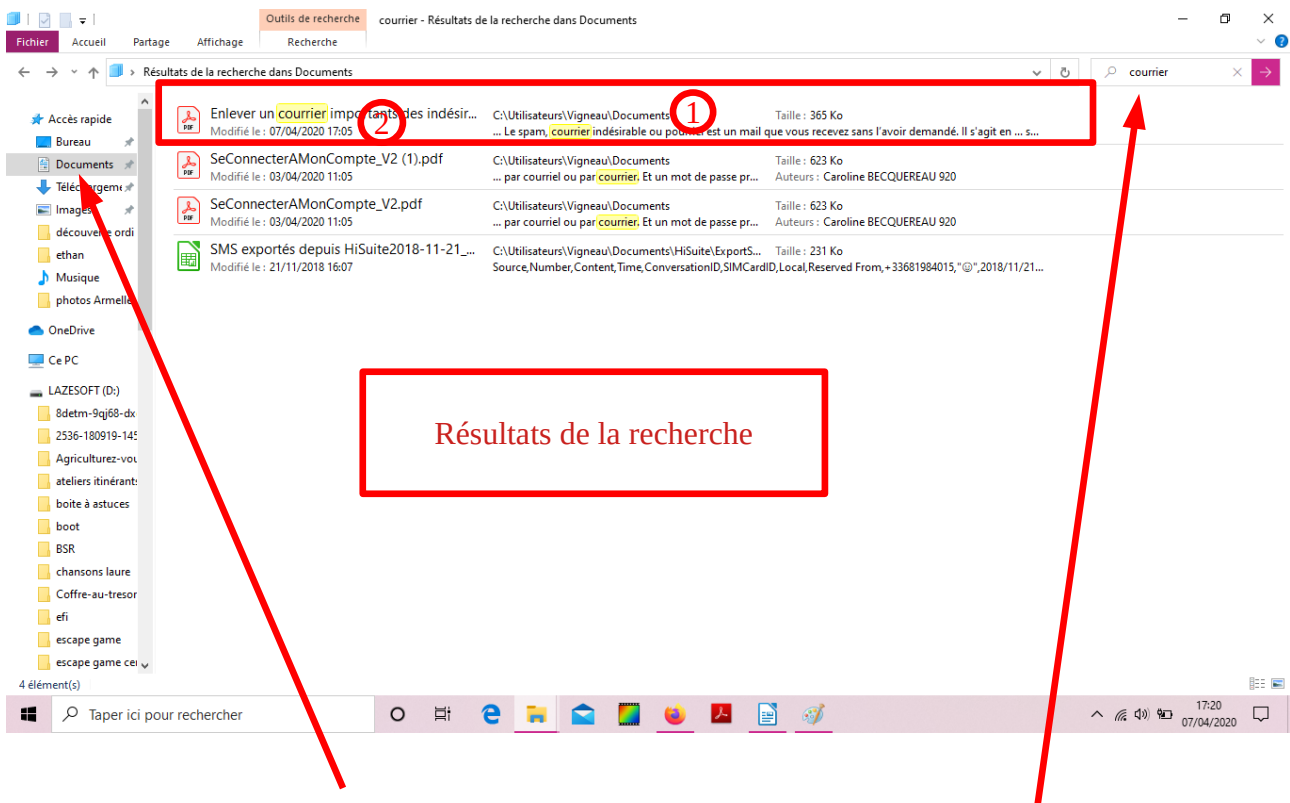 Outils de recherche
courrier - Résultats de la recherche dans Documents
Fichier Accueil Partage Affichage Recherche
Résultats de la recherche dans Documents
courrier
Accès rapide
Bureau
Documents
Images
découverte ordi
ethan
Musique
photos Armelle
OneDrive
Ce PC
LAZESOFT (D:)
8detm-9qj68-dx
2536-180919-145
Agriculturez-vou
ateliers itinérants
boite à astuces
boot
BSR
chansons laure
Coffre-au-tresor
efi
escape game
escape game cer
Enlever un courrier importants des indésir... C:\Utilisateurs\Vigneau\Documents Taille : 365 Ko
Modifié le : 07/04/2020 17:05 ... Le spam, courrier indésirable ou pourriel est un mail que vous recevez sans l'avoir demandé. Il s'agit en ... s...
1
2
SeConnecterAMonCompte_V2 (1).pdf C:\Utilisateurs\Vigneau\Documents Taille : 623 Ko
Modifié le : 03/04/2020 11:05 ... par courriel ou par courrier. Et un mot de passe pr... Auteurs : Caroline BECQUEREAU 920
SeConnecterAMonCompte_V2.pdf C:\Utilisateurs\Vigneau\Documents Taille : 623 Ko
Modifié le : 03/04/2020 11:05 ... par courriel ou par courrier. Et un mot de passe pr... Auteurs : Caroline BECQUEREAU 920
SMS exportés depuis HiSuite2018-11-21_... C:\Utilisateurs\Vigneau\Documents\HiSuite\ExportS... Taille : 231 Ko
Modifié le : 21/11/2018 16:07 Source,Number,Content,Time,ConversationID,SIMCardID,Local,Reserved From,+33681984015,"☺",2018/11/21...
Résultats de la recherche
4 élément(s)
Taper ici pour rechercher
17:20
07/04/2020
PDF
PDF
PDF